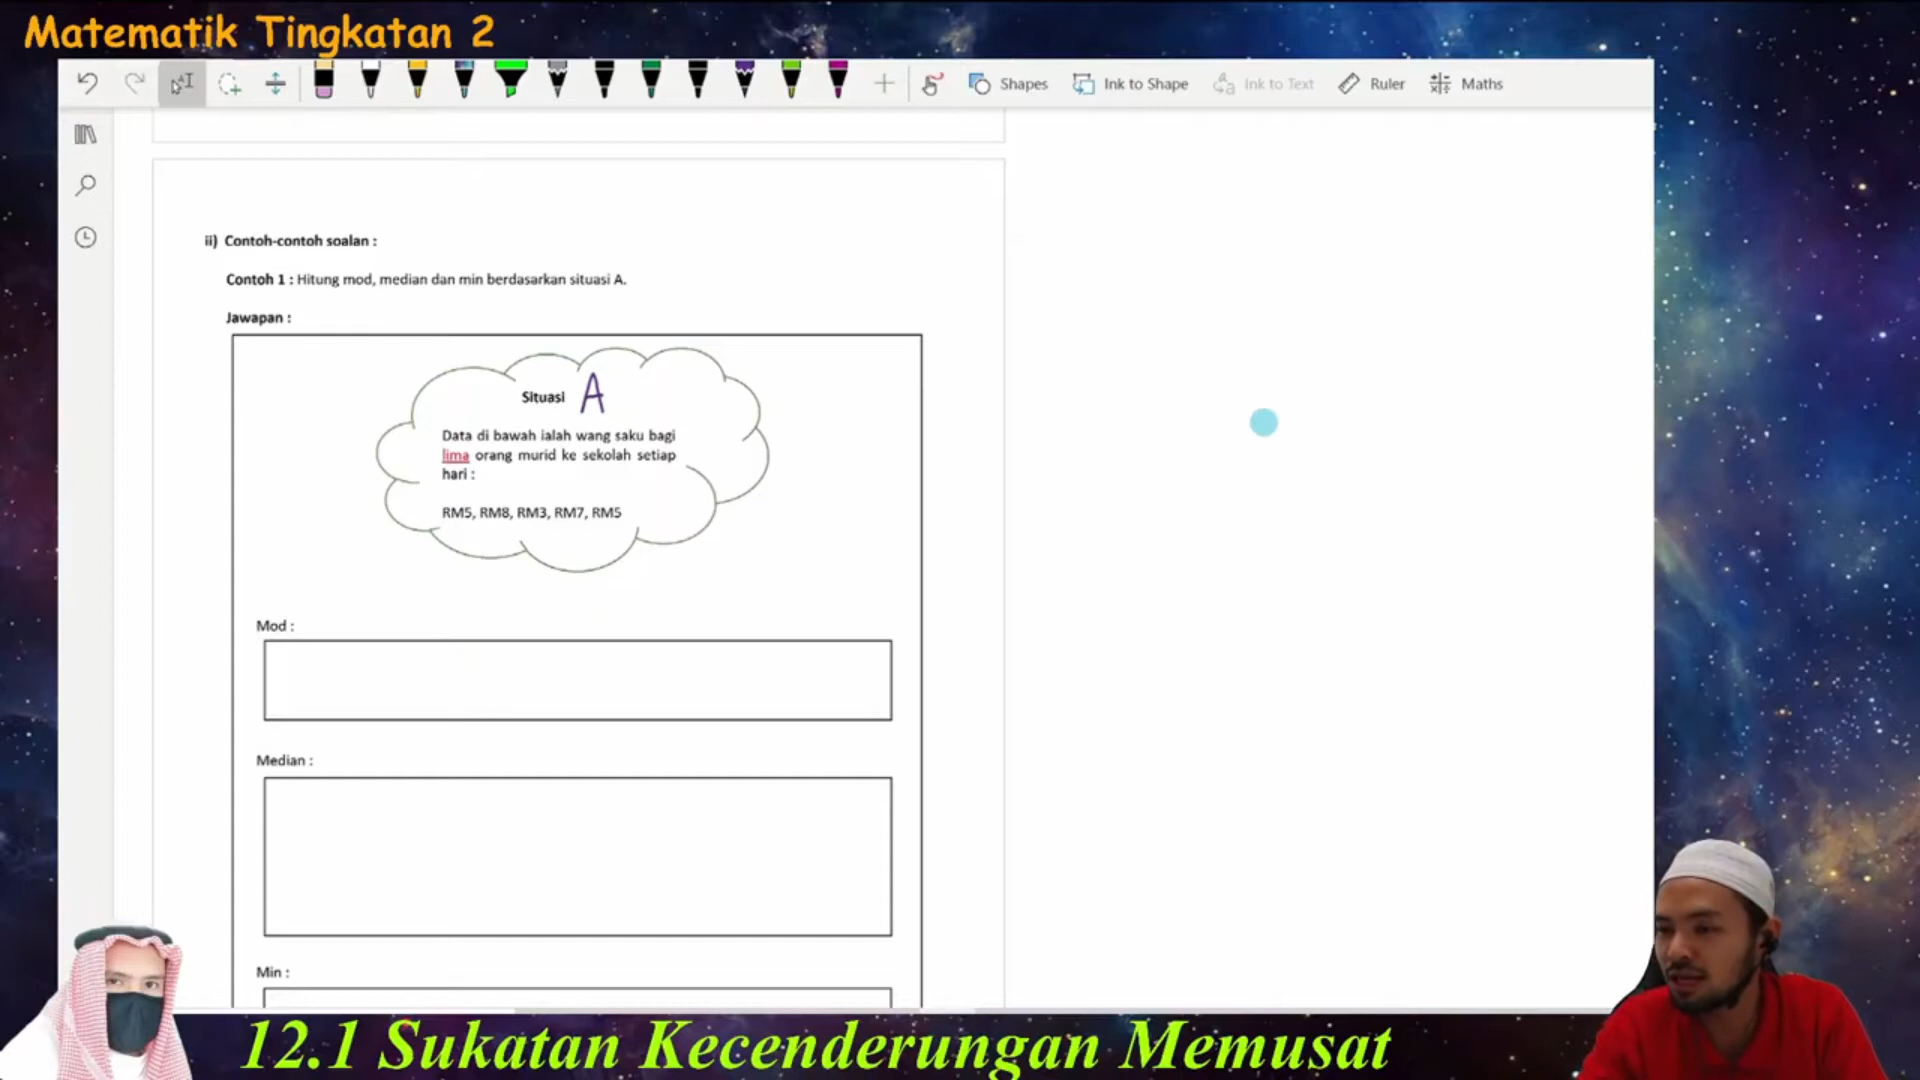 Matematik Tingkatan 2
Shapes
Ink to Shape
Ink to Text
Ruler
Maths
ii) Contoh-contoh soalan :
Contoh 1 : Hitung mod, median dan min berdasarkan situasi A.
Jawapan :
Situasi A
Data di bawah ialah wang saku bagi
lima orang murid ke sekolah setiap
hari :
RM5, RM8, RM3, RM7, RM5
Mod :
Median :
Min :
12.1 Sukatan Kecenderungan Memusat